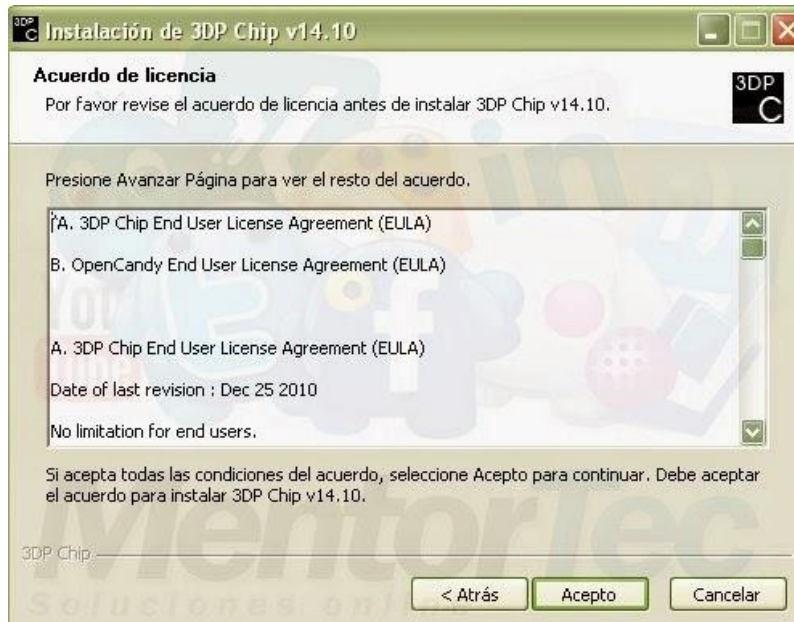 3DP
C
Instalación de 3DP Chip v14.10
Acuerdo de licencia
Por favor revise el acuerdo de licencia antes de instalar 3DP Chip v14.10.
3DP
C
Presione Avanzar Página para ver el resto del acuerdo.
A. 3DP Chip End User License Agreement (EULA)
B. OpenCandy End User License Agreement (EULA)
A. 3DP Chip End User License Agreement (EULA)
Date of last revision : Dec 25 2010
No limitation for end users.
You
Tube
in
f
Si acepta todas las condiciones del acuerdo, seleccione Acepto para continuar. Debe aceptar
el acuerdo para instalar 3DP Chip v14.10.
MentorTec
3DP Chip
Soluciones online
< Atrás
Acepto
Cancelar